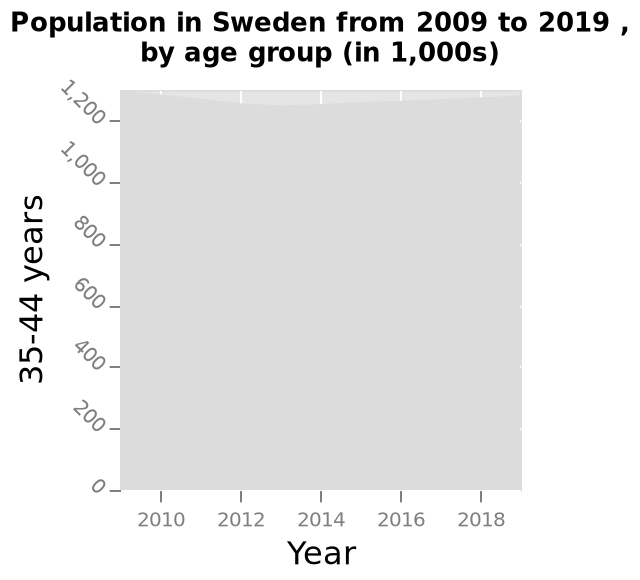 Population in Sweden from 2009 to 2019 ,
by age group (in 1,000s)
35-44 years
1,200
1,000
800
600
400
200
0
2010 2012 2014 2016 2018
Year